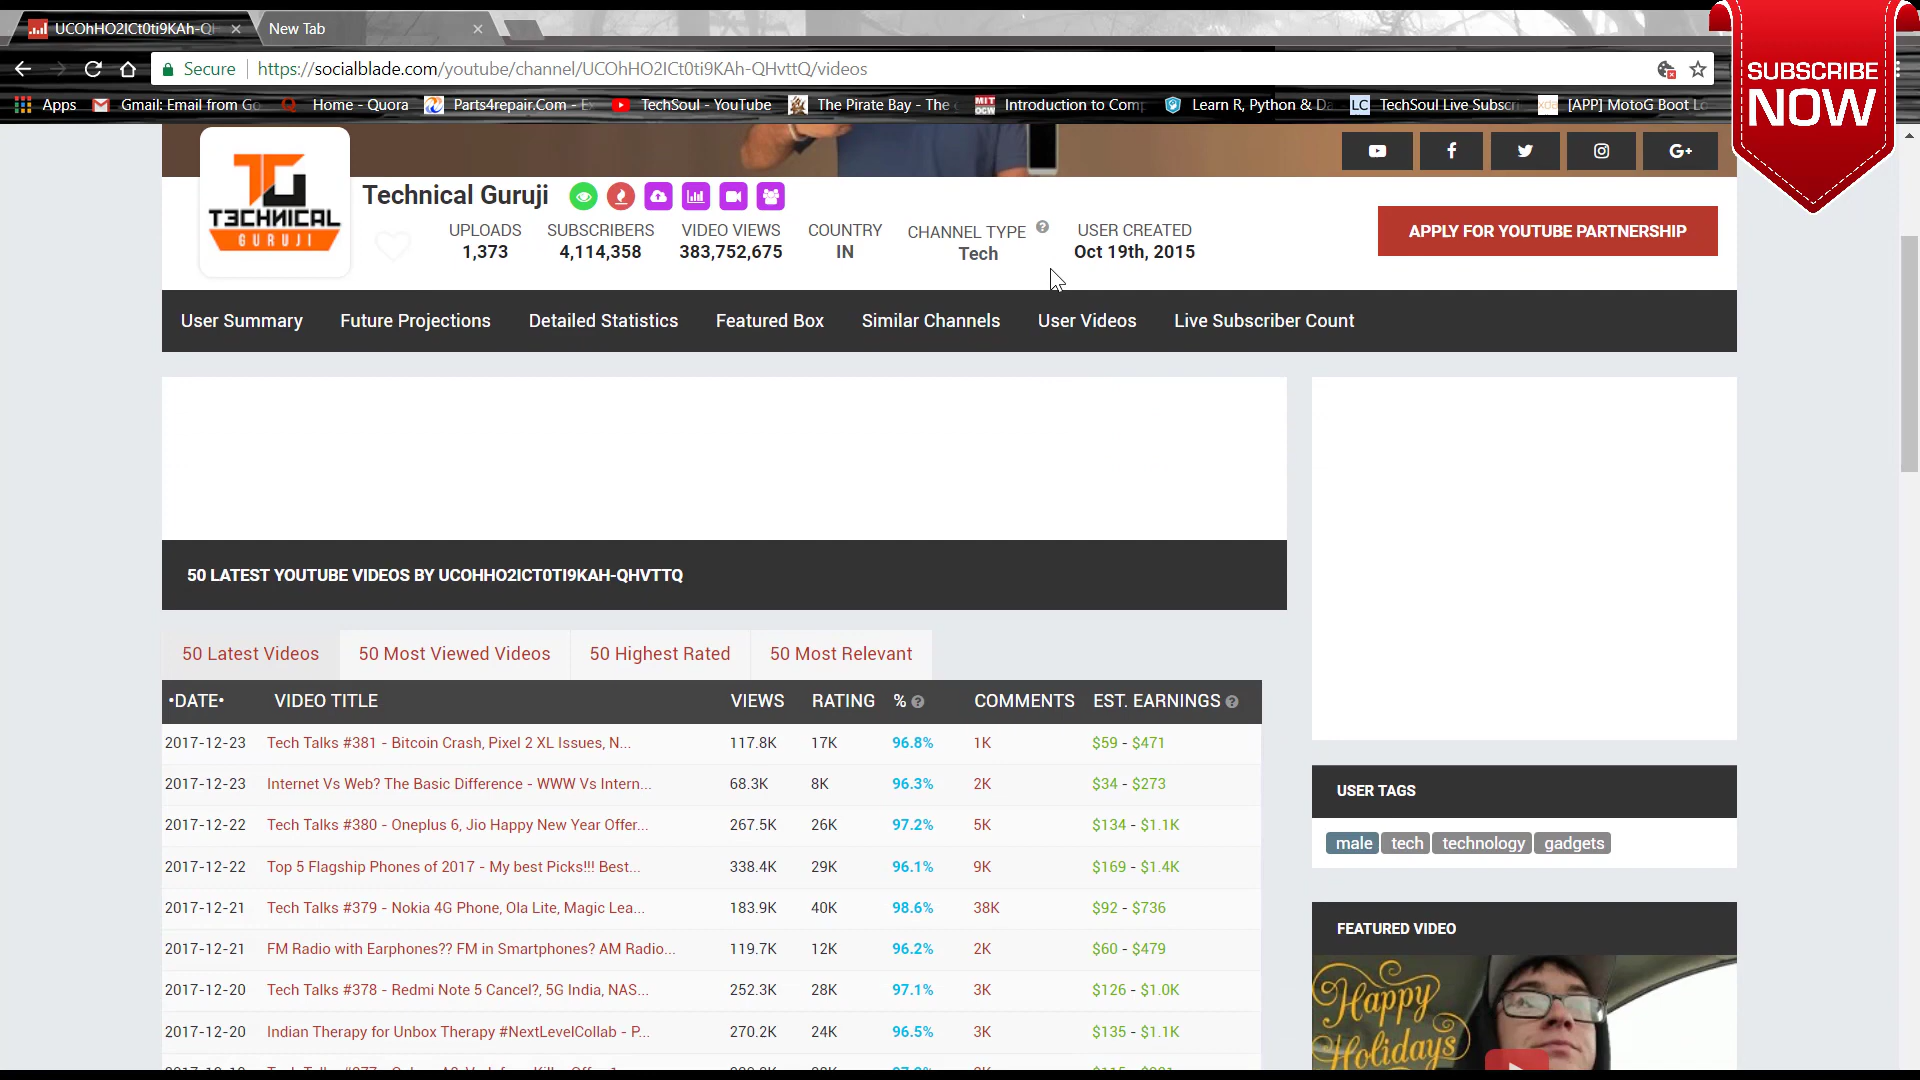 UCOhHO2ICt0ti9KAh-QH
New Tab
Secure https://socialblade.com/youtube/channel/UCOhHO2ICt0ti9KAh-QHvttQ/videos
SUBSCRIBE
NOW
Apps Gmail: Email from Go Home - Quora Parts4repair.Com - E TechSoul - YouTube The Pirate Bay - The MIT OCW Introduction to Com Learn R, Python & Da LC TechSoul Live Subscri xda [APP] MotoG Boot Lo
T3CHNICAL
GURUJI
Technical Guruji
UPLOADS SUBSCRIBERS VIDEO VIEWS COUNTRY CHANNEL TYPE USER CREATED
1,373 4,114,358 383,752,675 IN Tech Oct 19th, 2015
APPLY FOR YOUTUBE PARTNERSHIP
User Summary Future Projections Detailed Statistics Featured Box Similar Channels User Videos Live Subscriber Count
50 LATEST YOUTUBE VIDEOS BY UCOHHO2ICT0TI9KAH-QHVTTQ
50 Latest Videos 50 Most Viewed Videos 50 Highest Rated 50 Most Relevant
•DATE• VIDEO TITLE VIEWS RATING % COMMENTS EST. EARNINGS
2017-12-23 Tech Talks #381 - Bitcoin Crash, Pixel 2 XL Issues, N... 117.8K 17K 96.8% 1K $59 - $471
2017-12-23 Internet Vs Web? The Basic Difference - WWW Vs Intern... 68.3K 8K 96.3% 2K $34 - $273
2017-12-22 Tech Talks #380 - Oneplus 6, Jio Happy New Year Offer... 267.5K 26K 97.2% 5K $134 - $1.1K
2017-12-22 Top 5 Flagship Phones of 2017 - My best Picks!!! Best... 338.4K 29K 96.1% 9K $169 - $1.4K
2017-12-21 Tech Talks #379 - Nokia 4G Phone, Ola Lite, Magic Lea... 183.9K 40K 98.6% 38K $92 - $736
2017-12-21 FM Radio with Earphones?? FM in Smartphones? AM Radio... 119.7K 12K 96.2% 2K $60 - $479
2017-12-20 Tech Talks #378 - Redmi Note 5 Cancel?, 5G India, NAS... 252.3K 28K 97.1% 3K $126 - $1.0K
2017-12-20 Indian Therapy for Unbox Therapy #NextLevelCollab - P... 270.2K 24K 96.5% 3K $135 - $1.1K
USER TAGS
male tech technology gadgets
FEATURED VIDEO
Happy
Holidays